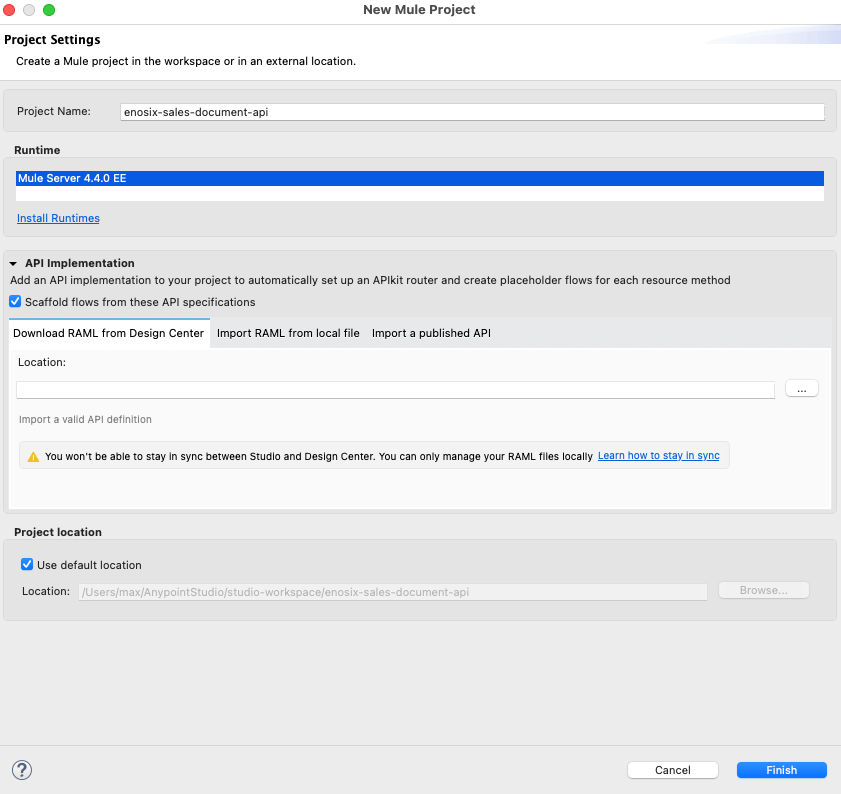 New Mule Project
Project Settings
Create a Mule project in the workspace or in an external location.
Project Name: enosix-sales-document-api
Runtime
Mule Server 4.4.0 EE
Install Runtimes
API Implementation
Add an API implementation to your project to automatically set up an APIkit router and create placeholder flows for each resource method
Scaffold flows from these API specifications
Download RAML from Design Center Import RAML from local file Import a published API
Location:
...
Import a valid API definition
You won't be able to stay in sync between Studio and Design Center. You can only manage your RAML files locally Learn how to stay in sync
Project location
Use default location
Location: /Users/max/AnypointStudio/studio-workspace/enosix-sales-document-api Browse...
? Cancel Finish